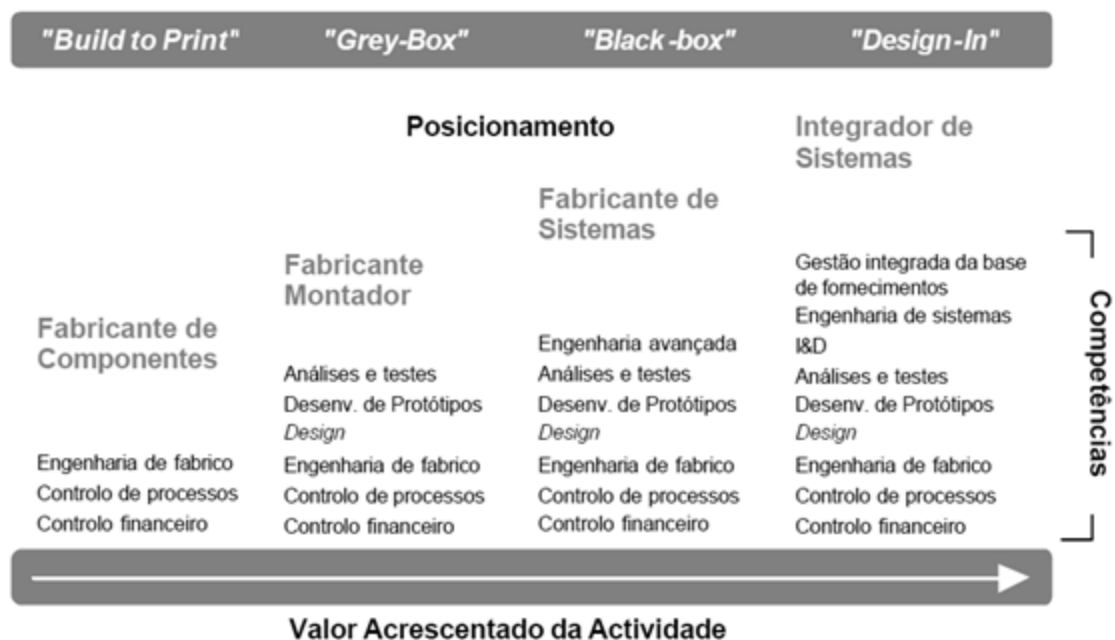 "Build to Print"
"Grey-Box"
"Black-box"
"Design-In"
Posicionamento
Fabricante de
Componentes
Engenharia de fabrico
Controlo de processos
Controlo financeiro
Fabricante
Montador
Análises e testes
Desenv. de Protótipos
Design
Engenharia de fabrico
Controlo de processos
Controlo financeiro
Fabricante de
Sistemas
Engenharia avançada
Análises e testes
Desenv. de Protótipos
Design
Engenharia de fabrico
Controlo de processos
Controlo financeiro
Integrador de
Sistemas
Gestão integrada da base
de fornecimentos
Engenharia de sistemas
I&D
Análises e testes
Desenv. de Protótipos
Design
Engenharia de fabrico
Controlo de processos
Controlo financeiro
Competências
Valor Acrescentado da Actividade